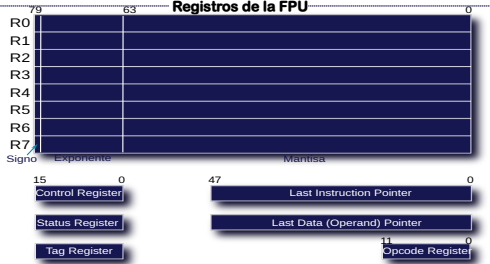 Registros de la FPU
79 63 0
R0
R1
R2
R3
R4
R5
R6
R7
Signo Exponente Mantisa
15 0 47 0
Control Register Last Instruction Pointer
Status Register Last Data (Operand) Pointer
11 0
Tag Register Opcode Register